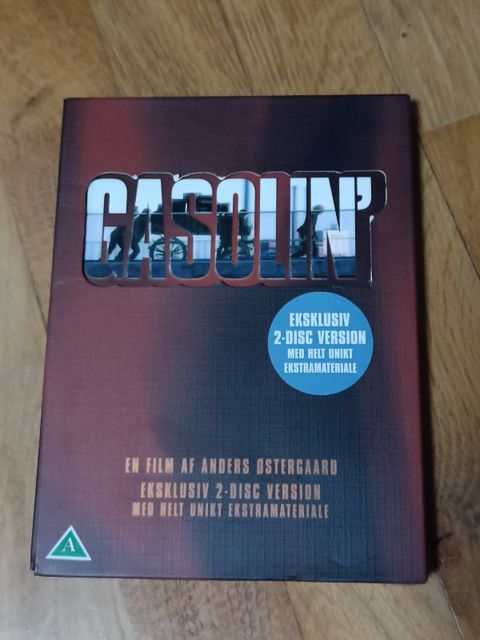 GASOLIN'
EKSKLUSIV
2-DISC VERSION
MED HELT UNIKT
EKSTRAMATERIALE
EN FILM AF ANDERS ØSTERGAARD
EKSKLUSIV 2-DISC VERSION
MED HELT UNIKT EKSTRAMATERIALE
A